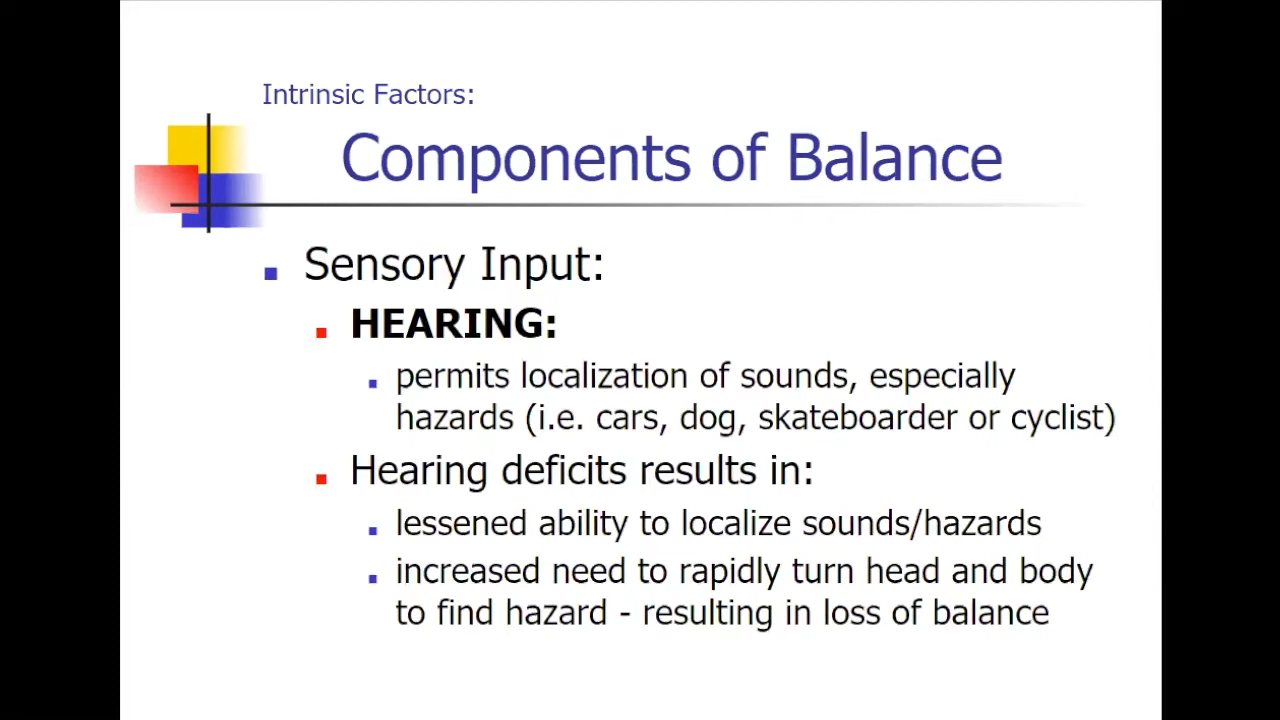 Intrinsic Factors:
Components of Balance
Sensory Input:
HEARING:
permits localization of sounds, especially
hazards (i.e. cars, dog, skateboarder or cyclist)
Hearing deficits results in:
lessened ability to localize sounds/hazards
increased need to rapidly turn head and body
to find hazard - resulting in loss of balance